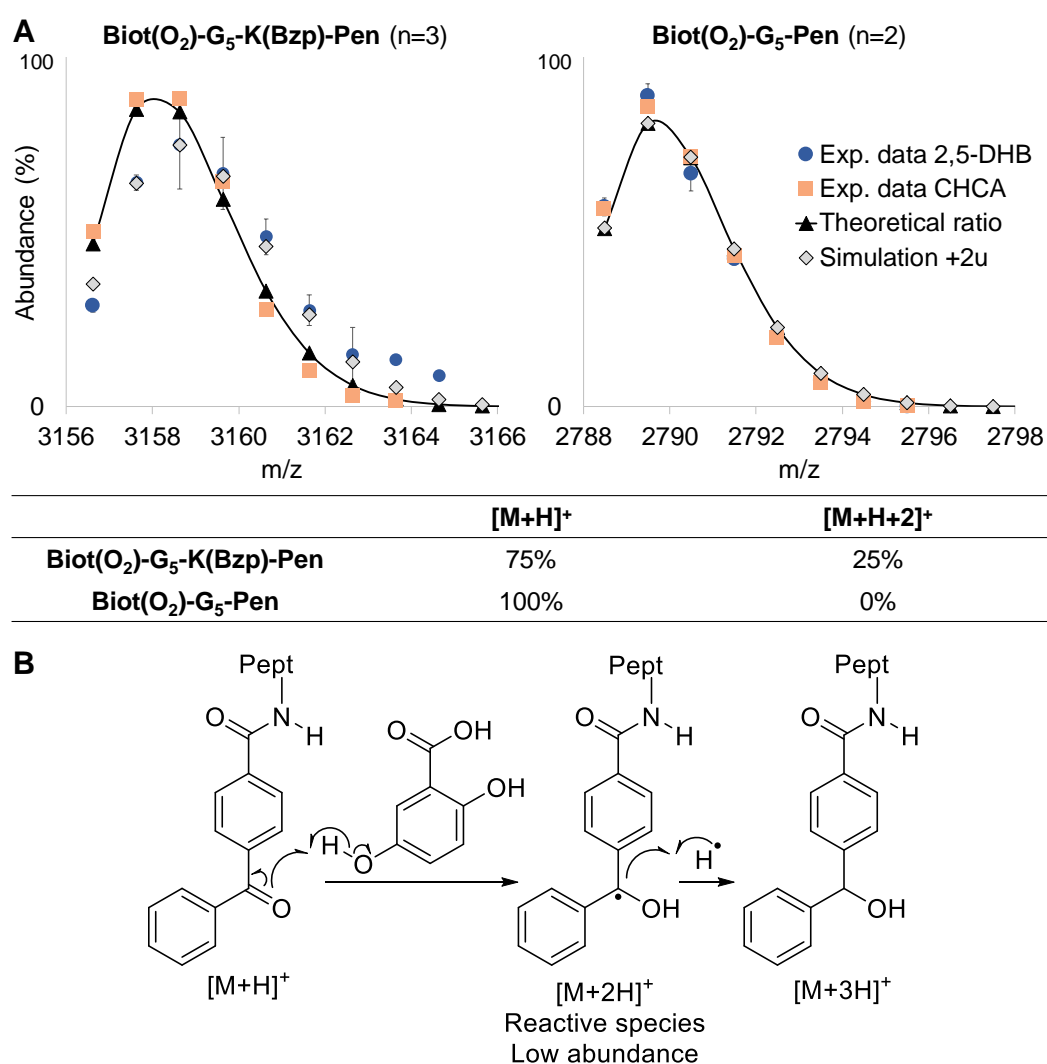 A
Biot(O₂)-G₅-K(Bzp)-Pen (n=3)
Biot(O₂)-G₅-Pen (n=2)
100
100
Abundance (%)
Exp. data 2,5-DHB
Exp. data CHCA
Theoretical ratio
Simulation +2u
0
0
3156 3158 3160 3162 3164 3166
2788 2790 2792 2794 2796 2798
m/z
m/z
[M+H]⁺ [M+H+2]⁺
Biot(O₂)-G₅-K(Bzp)-Pen 75% 25%
Biot(O₂)-G₅-Pen 100% 0%
B
Pept
O
N
H
O
[M+H]⁺
O
OH
OH
H
O
Pept
O
N
H
•
OH
[M+2H]⁺
Reactive species
Low abundance
H•
Pept
O
N
H
OH
[M+3H]⁺